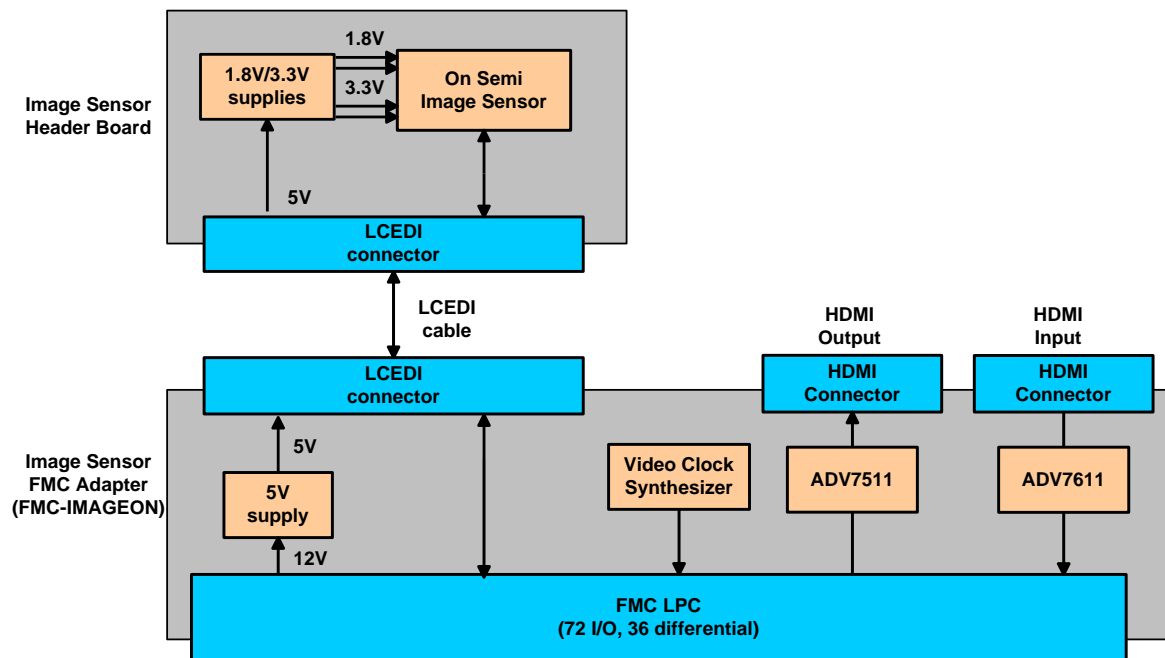 1.8V
1.8V/3.3V
supplies
3.3V
On Semi
Image Sensor
Image Sensor
Header Board
5V
LCEDI
connector
LCEDI
cable
HDMI
Output
HDMI
Input
LCEDI
connector
HDMI
Connector
HDMI
Connector
Image Sensor
FMC Adapter
(FMC-IMAGEON)
5V
5V
supply
12V
Video Clock
Synthesizer
ADV7511
ADV7611
FMC LPC
(72 I/O, 36 differential)